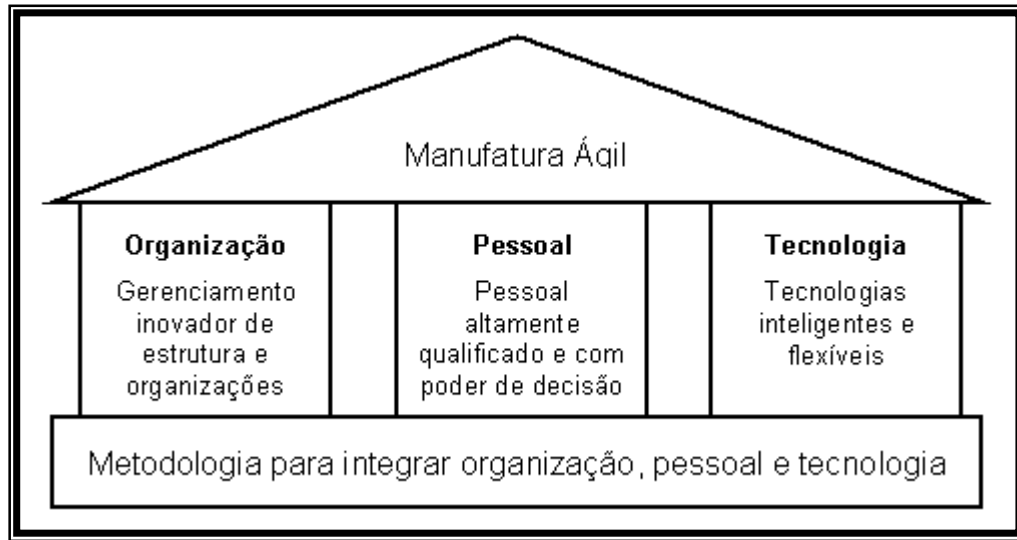 Manufatura Ágil
Organização
Gerenciamento
inovador de
estrutura e
organizações
Pessoal
Pessoal
altamente
qualificado e com
poder de decisão
Tecnologia
Tecnologias
inteligentes e
flexíveis
Metodologia para integrar organização, pessoal e tecnologia